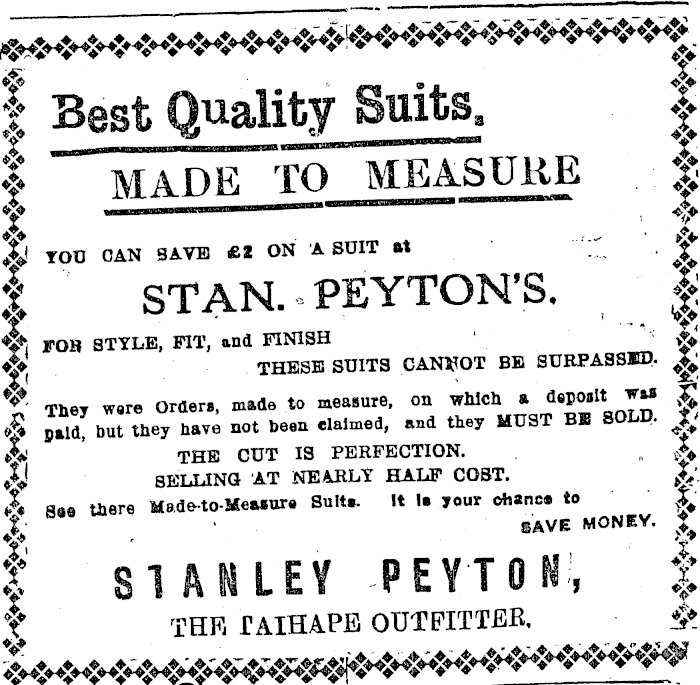 Best Quality Suits.
MADE TO MEASURE
YOU CAN SAVE £2 ON A SUIT at
STAN. PEYTON'S.
FOR STYLE, FIT, and FINISH
THESE SUITS CANNOT BE SURPASSED.
They were Orders, made to measure, on which a deposit was
paid, but they have not been claimed, and they MUST BE SOLD.
THE CUT IS PERFECTION.
SELLING AT NEARLY HALF COST.
See there Made-to-Measure Suits. It is your chance to
SAVE MONEY.
STANLEY PEYTON,
THE TAIHAPE OUTFITTER.